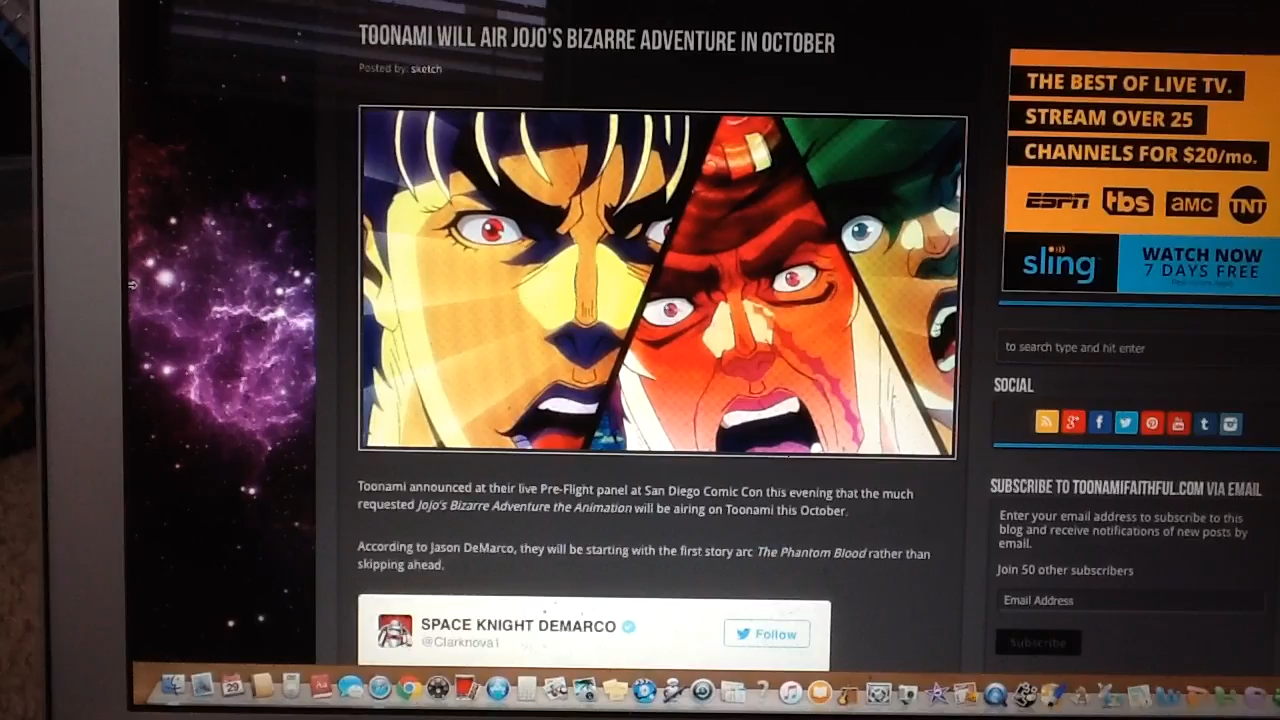 TOONAMI WILL AIR JOJO'S BIZARRE ADVENTURE IN OCTOBER
Posted by: sketch
Toonami announced at their live Pre-Flight panel at San Diego Comic Con this evening that the much
requested Jojo's Bizarre Adventure the Animation will be airing on Toonami this October.
According to Jason DeMarco, they will be starting with the first story arc The Phantom Blood rather than
skipping ahead.
SPACE KNIGHT DEMARCO
@Clarknova1
Follow
THE BEST OF LIVE TV.
STREAM OVER 25
CHANNELS FOR $20/mo.
ESPN tbs aMC TNT
sling
WATCH NOW
7 DAYS FREE
to search type and hit enter
SOCIAL
SUBSCRIBE TO TOONAMIFAITHFUL.COM VIA EMAIL
Enter your email address to subscribe to this
blog and receive notifications of new posts by
email.
Join 50 other subscribers
Email Address
Subscribe
29